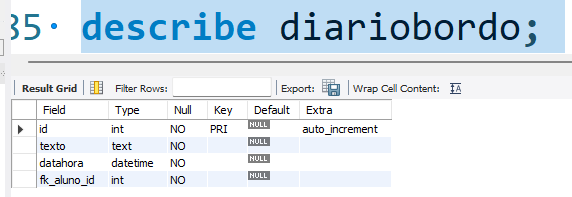 35 describe diariobordo;
Result Grid Filter Rows: Export: Wrap Cell Content: IA
Field Type Null Key Default Extra
id int NO PRI NULL auto_increment
texto text NO NULL
datahora datetime NO NULL
fk_aluno_id int NO NULL